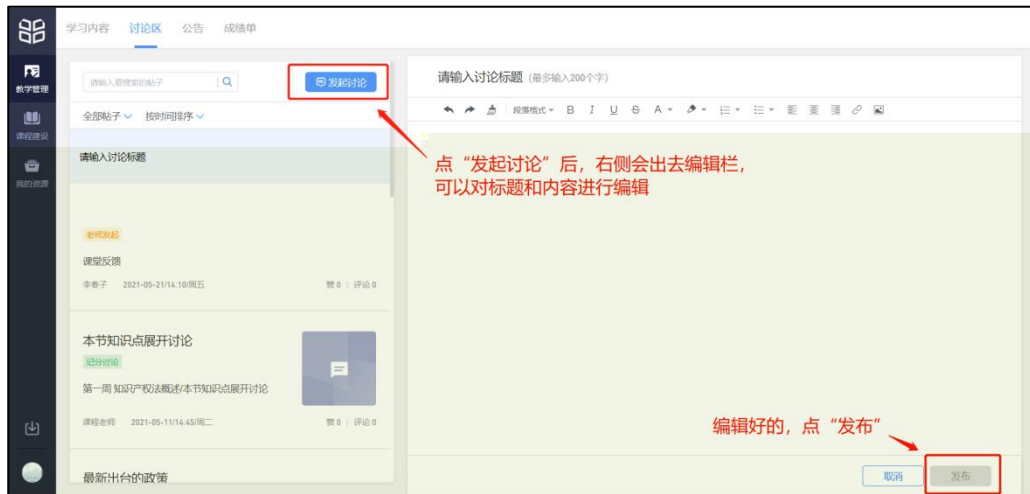 学习内容 讨论区 公告 成绩单
教学管理
课程建设
我的资源
请输入要搜索的帖子
发起讨论
全部帖子 按时间排序
请输入讨论标题
老师发起
课堂反馈
李春子 2021-05-21/14:10/周五 赞 0 | 评论 0
本节知识点展开讨论
记分讨论
第一周 知识产权法概述/本节知识点展开讨论
课程老师 2021-05-11/14:45/周二 赞 0 | 评论 0
最新出台的政策
请输入讨论标题 (最多输入200个字)
段落格式 B I U S A
点“发起讨论”后，右侧会出去编辑栏，
可以对标题和内容进行编辑
编辑好的，点“发布”
取消 发布